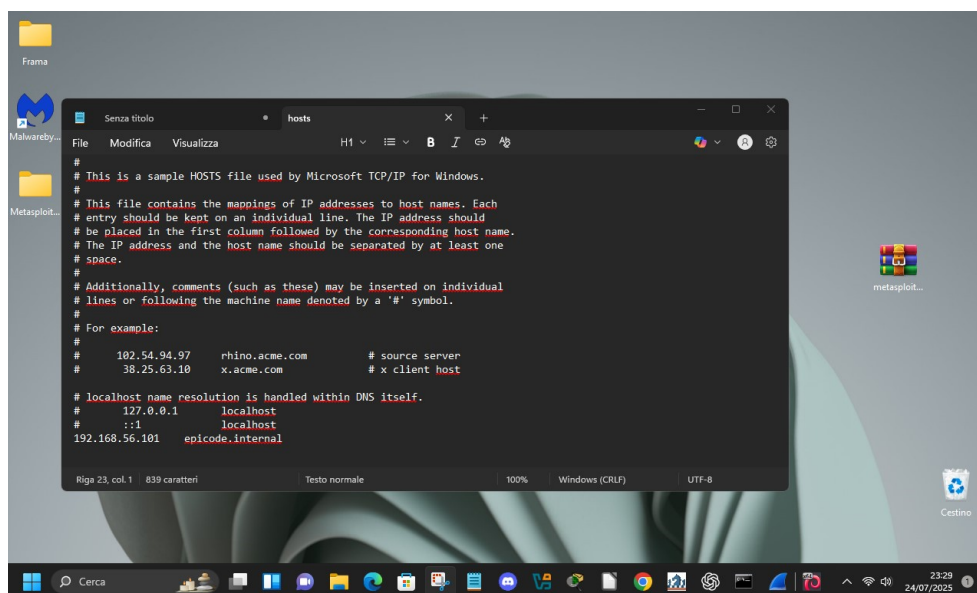 Frama
Malwareby...
Metasploit...
Senza titolo
hosts
File Modifica Visualizza
H1
B I
#
# This is a sample HOSTS file used by Microsoft TCP/IP for Windows.
#
# This file contains the mappings of IP addresses to host names. Each
# entry should be kept on an individual line. The IP address should
# be placed in the first column followed by the corresponding host name.
# The IP address and the host name should be separated by at least one
# space.
#
# Additionally, comments (such as these) may be inserted on individual
# lines or following the machine name denoted by a '#' symbol.
#
# For example:
#
#      102.54.94.97     rhino.acme.com          # source server
#       38.25.63.10     x.acme.com              # x client host

# localhost name resolution is handled within DNS itself.
#       127.0.0.1       localhost
#       ::1             localhost
192.168.56.101    epicode.internal
Riga 23, col. 1 839 caratteri Testo normale 100% Windows (CRLF) UTF-8
metasploit...
Cestino
Cerca
23:29
24/07/2025